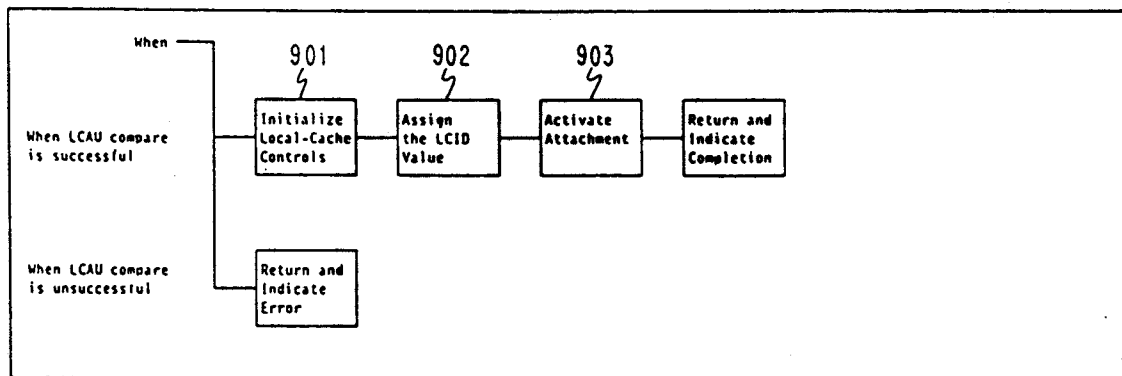 When
901
902
903
When LCAU compare
is successful
Initialize
Local-Cache
Controls
Assign
the LCID
Value
Activate
Attachment
Return and
Indicate
Completion
When LCAU compare
is unsuccessful
Return and
Indicate
Error